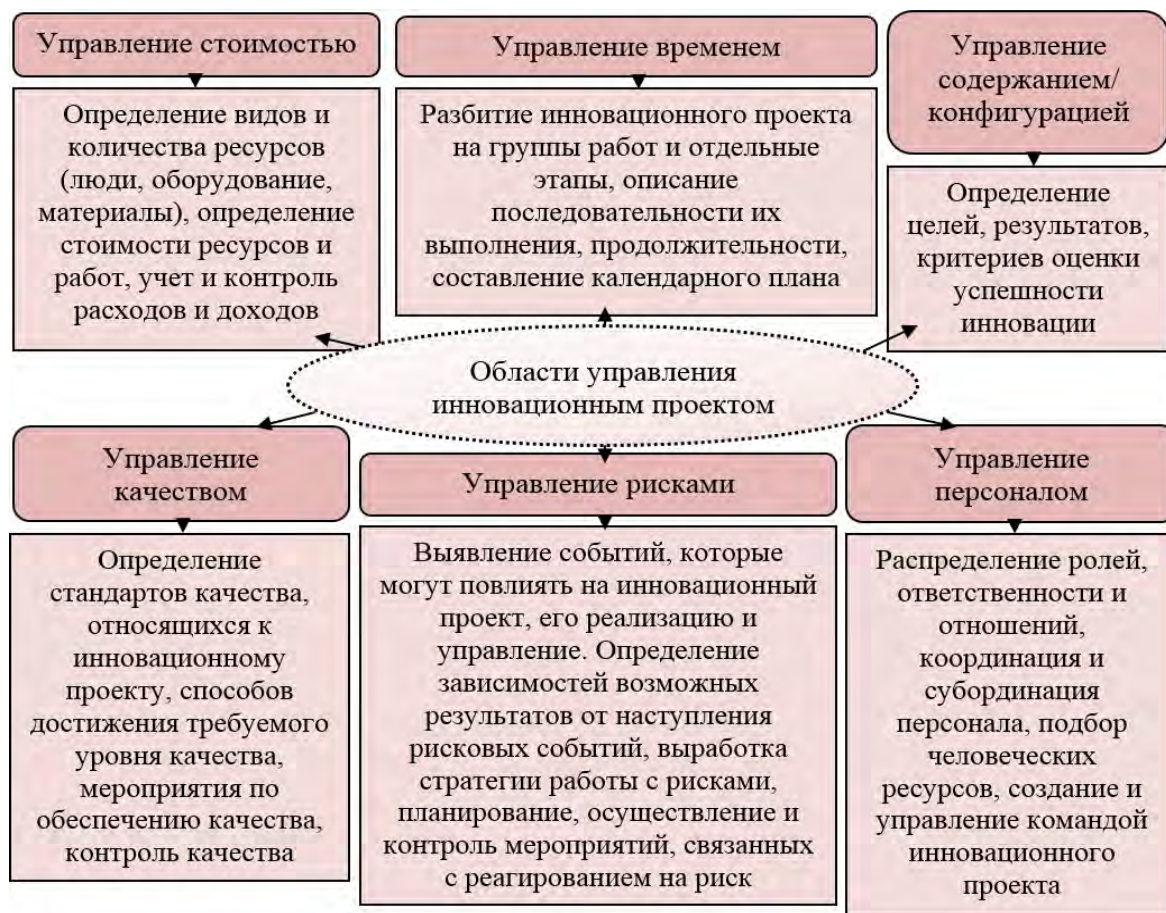 Управление стоимостью
Определение видов и
количества ресурсов
(люди, оборудование,
материалы), определение
стоимости ресурсов и
работ, учет и контроль
расходов и доходов
Управление временем
Разбитие инновационного проекта
на группы работ и отдельные
этапы, описание
последовательности их
выполнения, продолжительности,
составление календарного плана
Управление
содержанием/
конфигурацией
Определение
целей, результатов,
критериев оценки
успешности
инновации
Области управления
инновационным проектом
Управление
качеством
Определение
стандартов качества,
относящихся к
инновационному
проекту, способов
достижения требуемого
уровня качества,
мероприятия по
обеспечению качества,
контроль качества
Управление рисками
Выявление событий, которые
могут повлиять на инновационный
проект, его реализацию и
управление. Определение
зависимостей возможных
результатов от наступления
рисковых событий, выработка
стратегии работы с рисками,
планирование, осуществление и
контроль мероприятий, связанных
с реагированием на риск
Управление
персоналом
Распределение ролей,
ответственности и
отношений,
координация и
субординация
персонала, подбор
человеческих
ресурсов, создание и
управление командой
инновационного
проекта